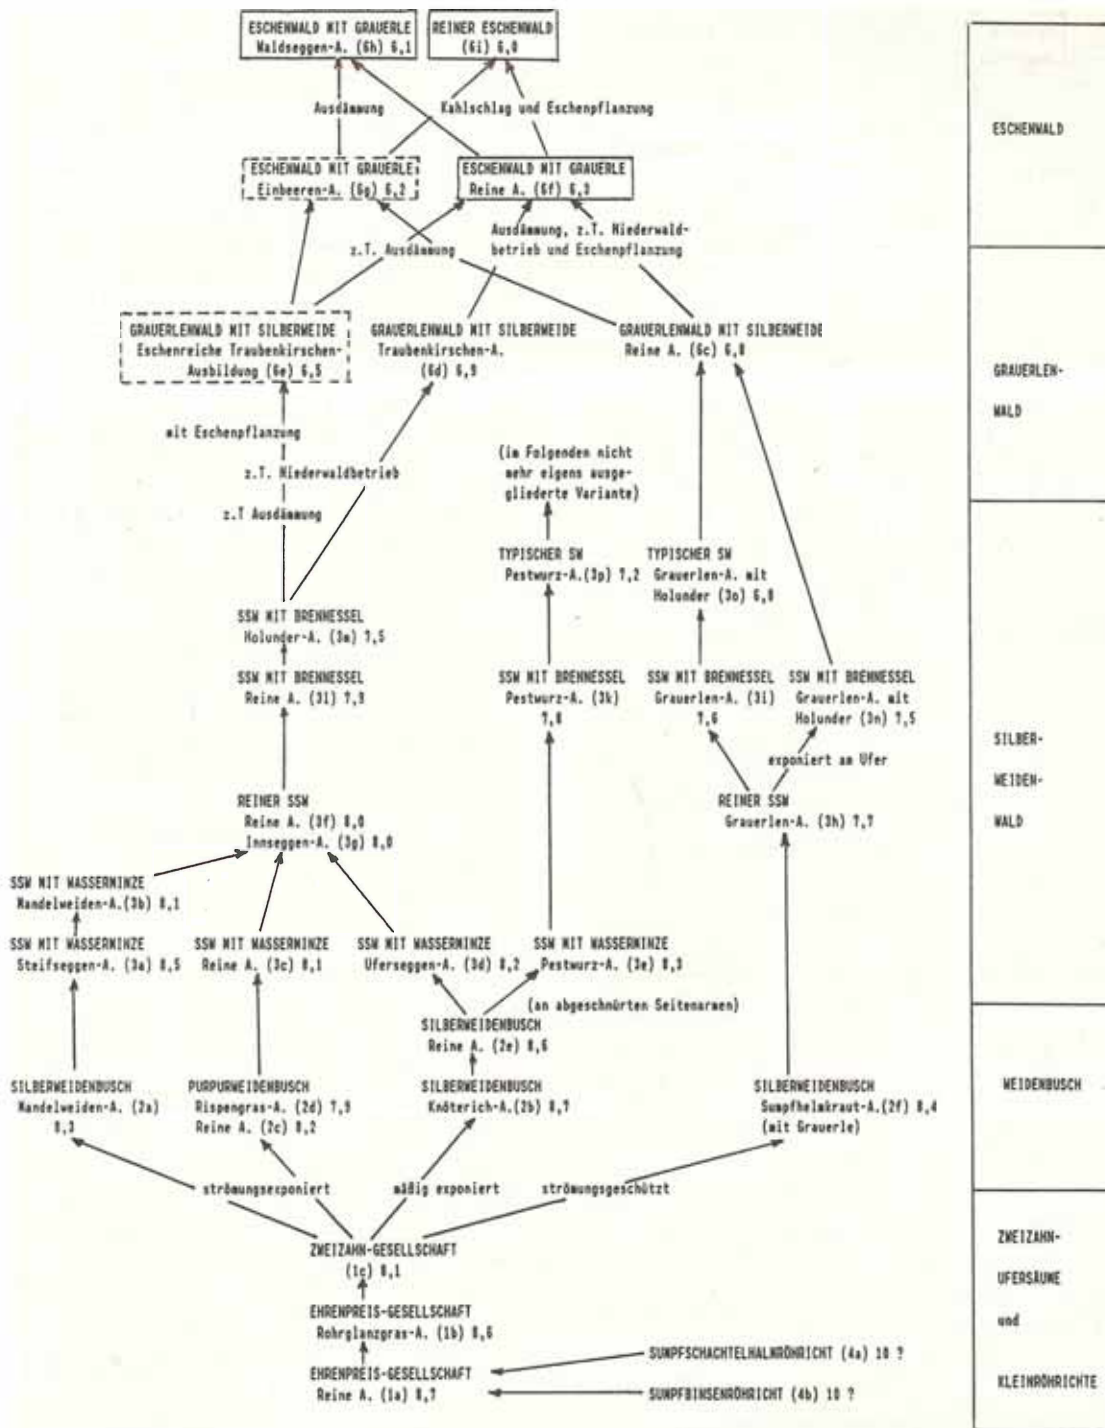 ESCHENWALD MIT GRAUERLE
Waldseggen-A. (6h) 6,1
REINER ESCHENWALD
(6i) 6,0
Ausdämmung
Kahlschlag und Eschenpflanzung
ESCHENWALD
ESCHENWALD MIT GRAUERLE
Einbeeren-A. (6g) 6,2
ESCHENWALD MIT GRAUERLE
Reine A. (6f) 6,3
z.T. Ausdämmung
Ausdämmung, z.T. Niederwald-
betrieb und Eschenpflanzung
GRAUERLENWALD MIT SILBERWEIDE
Eschenreiche Traubenkirschen-
Ausbildung (6e) 6,5
GRAUERLENWALD MIT SILBERWEIDE
Traubenkirschen-A.
(6d) 6,9
GRAUERLENWALD MIT SILBERWEIDE
Reine A. (6c) 6,8
GRAUERLEN-
WALD
mit Eschenpflanzung
z.T. Niederwaldbetrieb
z.T Ausdämmung
(im Folgenden nicht
mehr eigens ausge-
gliederte Variante)
TYPISCHER SW
Pestwurz-A.(3p) 7,2
TYPISCHER SW
Grauerlen-A. mit
Holunder (3o) 6,8
SSW MIT BRENNESSEL
Holunder-A. (3m) 7,5
SSW MIT BRENNESSEL
Reine A. (3l) 7,9
SSW MIT BRENNESSEL
Pestwurz-A. (3k)
7,8
SSW MIT BRENNESSEL
Grauerlen-A. (3i)
7,6
SSW MIT BRENNESSEL
Grauerlen-A. mit
Holunder (3n) 7,5
exponiert am Ufer
SILBER-
WEIDEN-
WALD
REINER SSW
Reine A. (3f) 8,0
Innseggen-A. (3g) 8,0
REINER SSW
Grauerlen-A. (3h) 7,7
SSW MIT WASSERMINZE
Mandelweiden-A.(3b) 8,1
SSW MIT WASSERMINZE
Steifseggen-A. (3a) 8,5
SSW MIT WASSERMINZE
Reine A. (3c) 8,1
SSW MIT WASSERMINZE
Uferseggen-A. (3d) 8,2
SSW MIT WASSERMINZE
Pestwurz-A. (3e) 8,3
(an abgeschnürten Seitenarmen)
SILBERWEIDENBUSCH
Reine A. (2e) 8,6
SILBERWEIDENBUSCH
Mandelweiden-A. (2a)
8,3
PURPURWEIDENBUSCH
Rispengras-A. (2d) 7,9
Reine A. (2c) 8,2
SILBERWEIDENBUSCH
Knöterich-A.(2b) 8,7
SILBERWEIDENBUSCH
Sumpfhelmkraut-A.(2f) 8,4
(mit Grauerle)
WEIDENBUSCH
strömungsexponiert
mäßig exponiert
strömungsgeschützt
ZWEIZAHN-GESELLSCHAFT
(1c) 8,1
EHRENPREIS-GESELLSCHAFT
Rohrglanzgras-A. (1b) 8,6
EHRENPREIS-GESELLSCHAFT
Reine A. (1a) 8,7
SUMPFSCHACHTELHALMRÖHRICHT (4a) 10 ?
SUMPFBINSENRÖHRICHT (4b) 10 ?
ZWEIZAHN-
UFERSÄUME
und
KLEINRÖHRICHTE